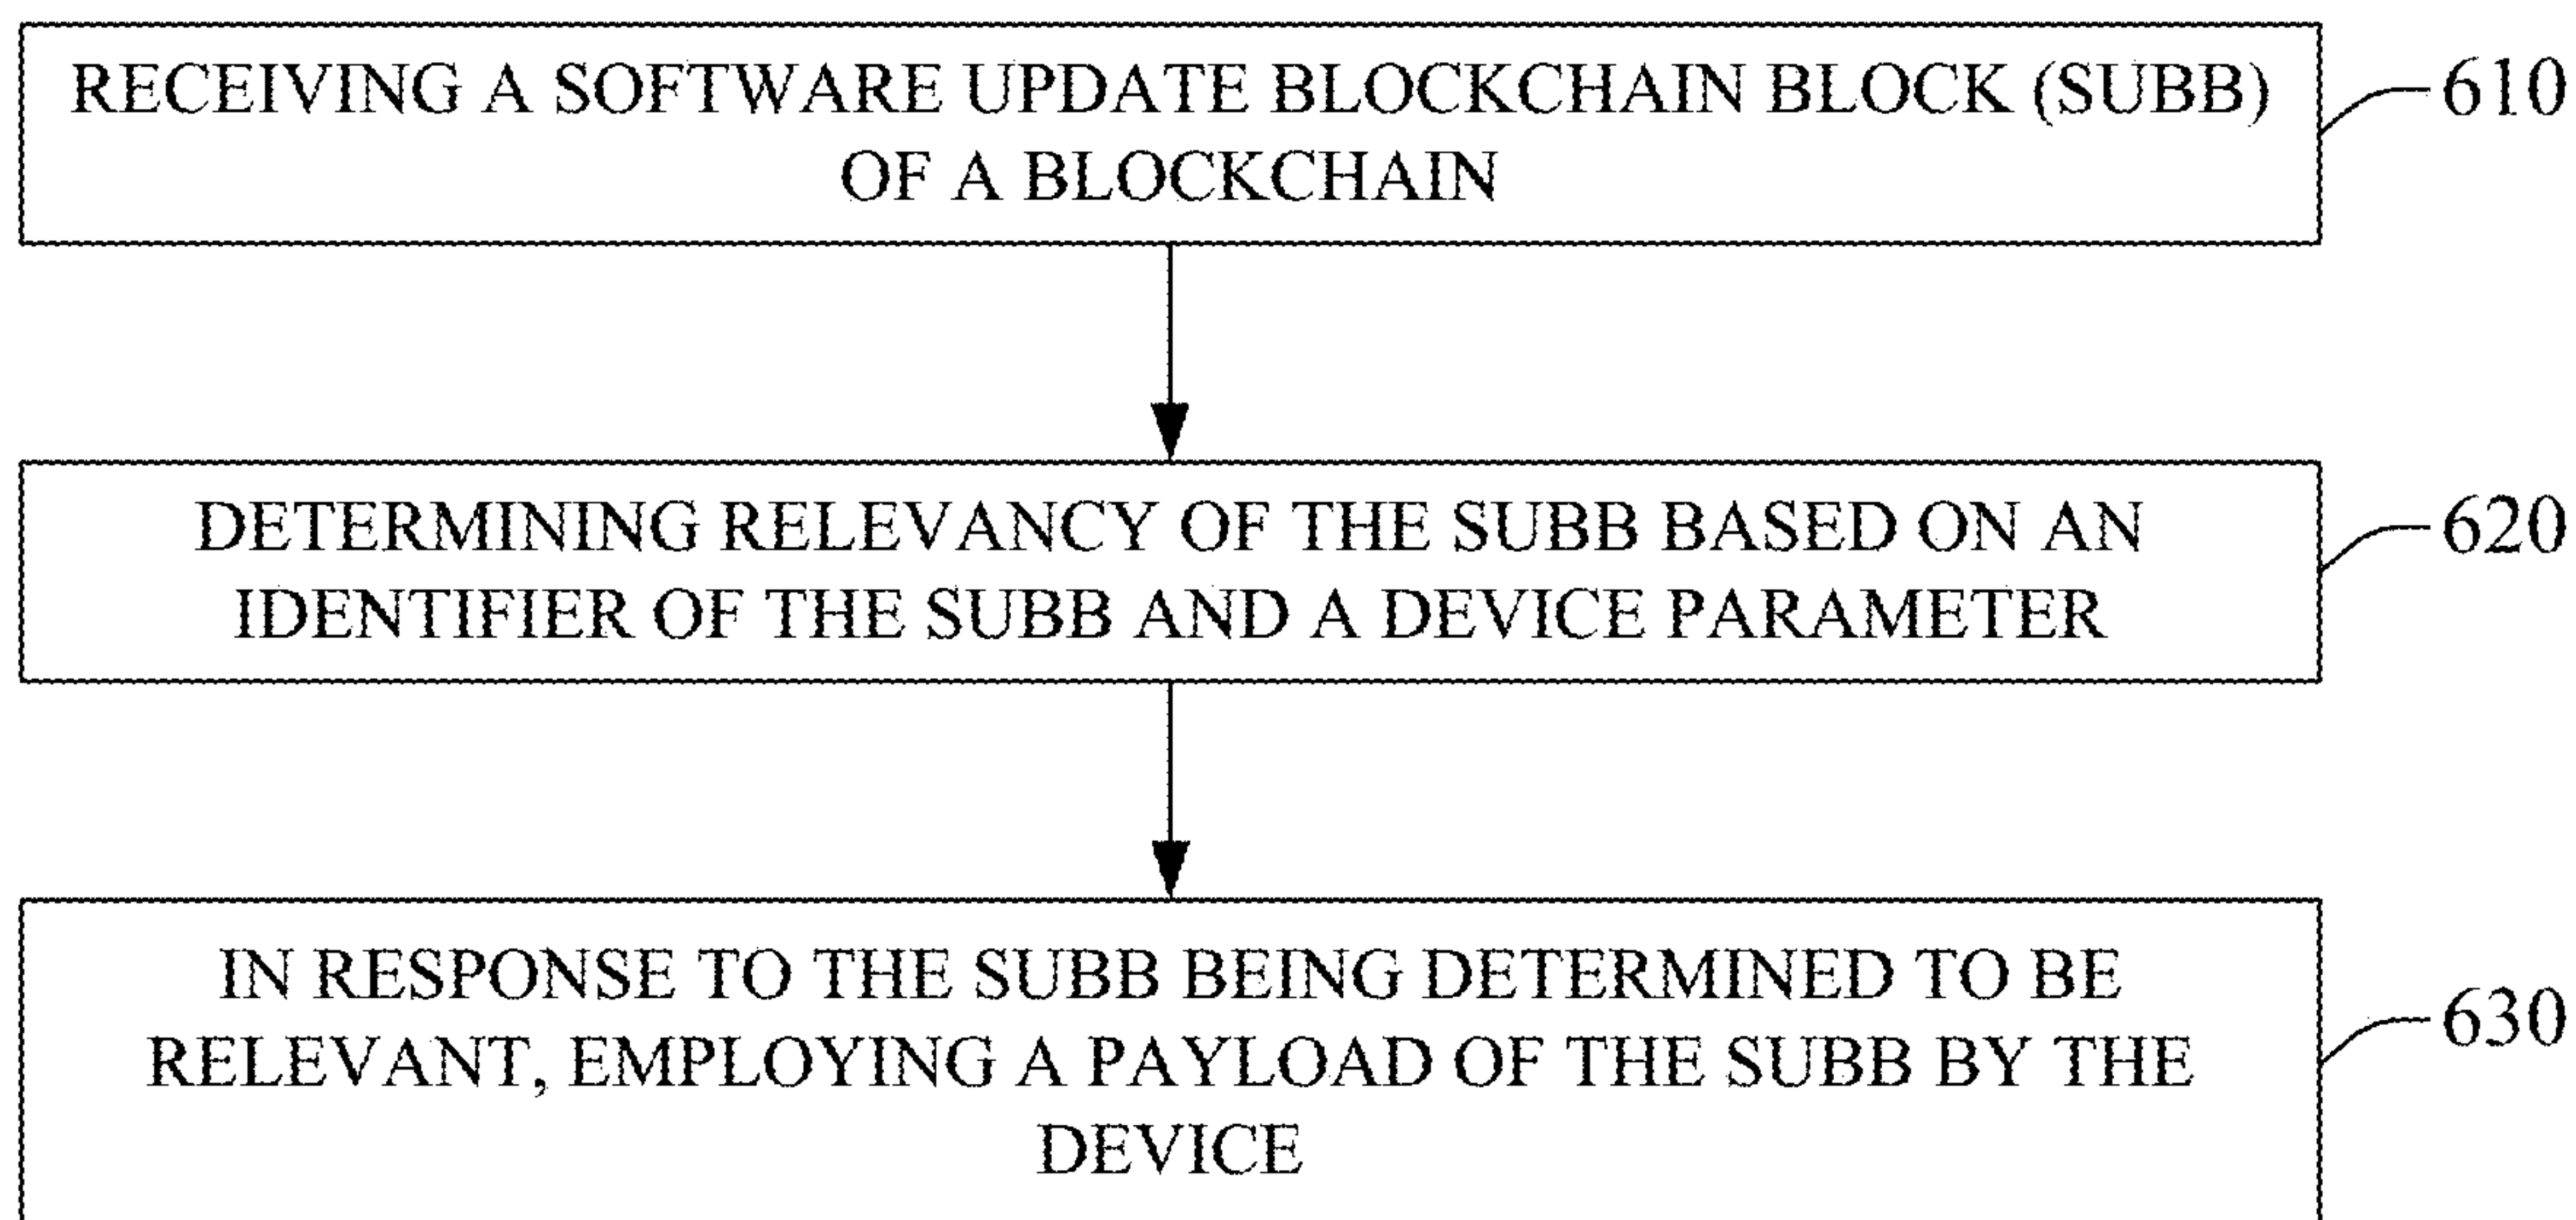 RECEIVING A SOFTWARE UPDATE BLOCKCHAIN BLOCK (SUBB)
OF A BLOCKCHAIN
610
DETERMINING RELEVANCY OF THE SUBB BASED ON AN
IDENTIFIER OF THE SUBB AND A DEVICE PARAMETER
620
IN RESPONSE TO THE SUBB BEING DETERMINED TO BE
RELEVANT, EMPLOYING A PAYLOAD OF THE SUBB BY THE
DEVICE
630